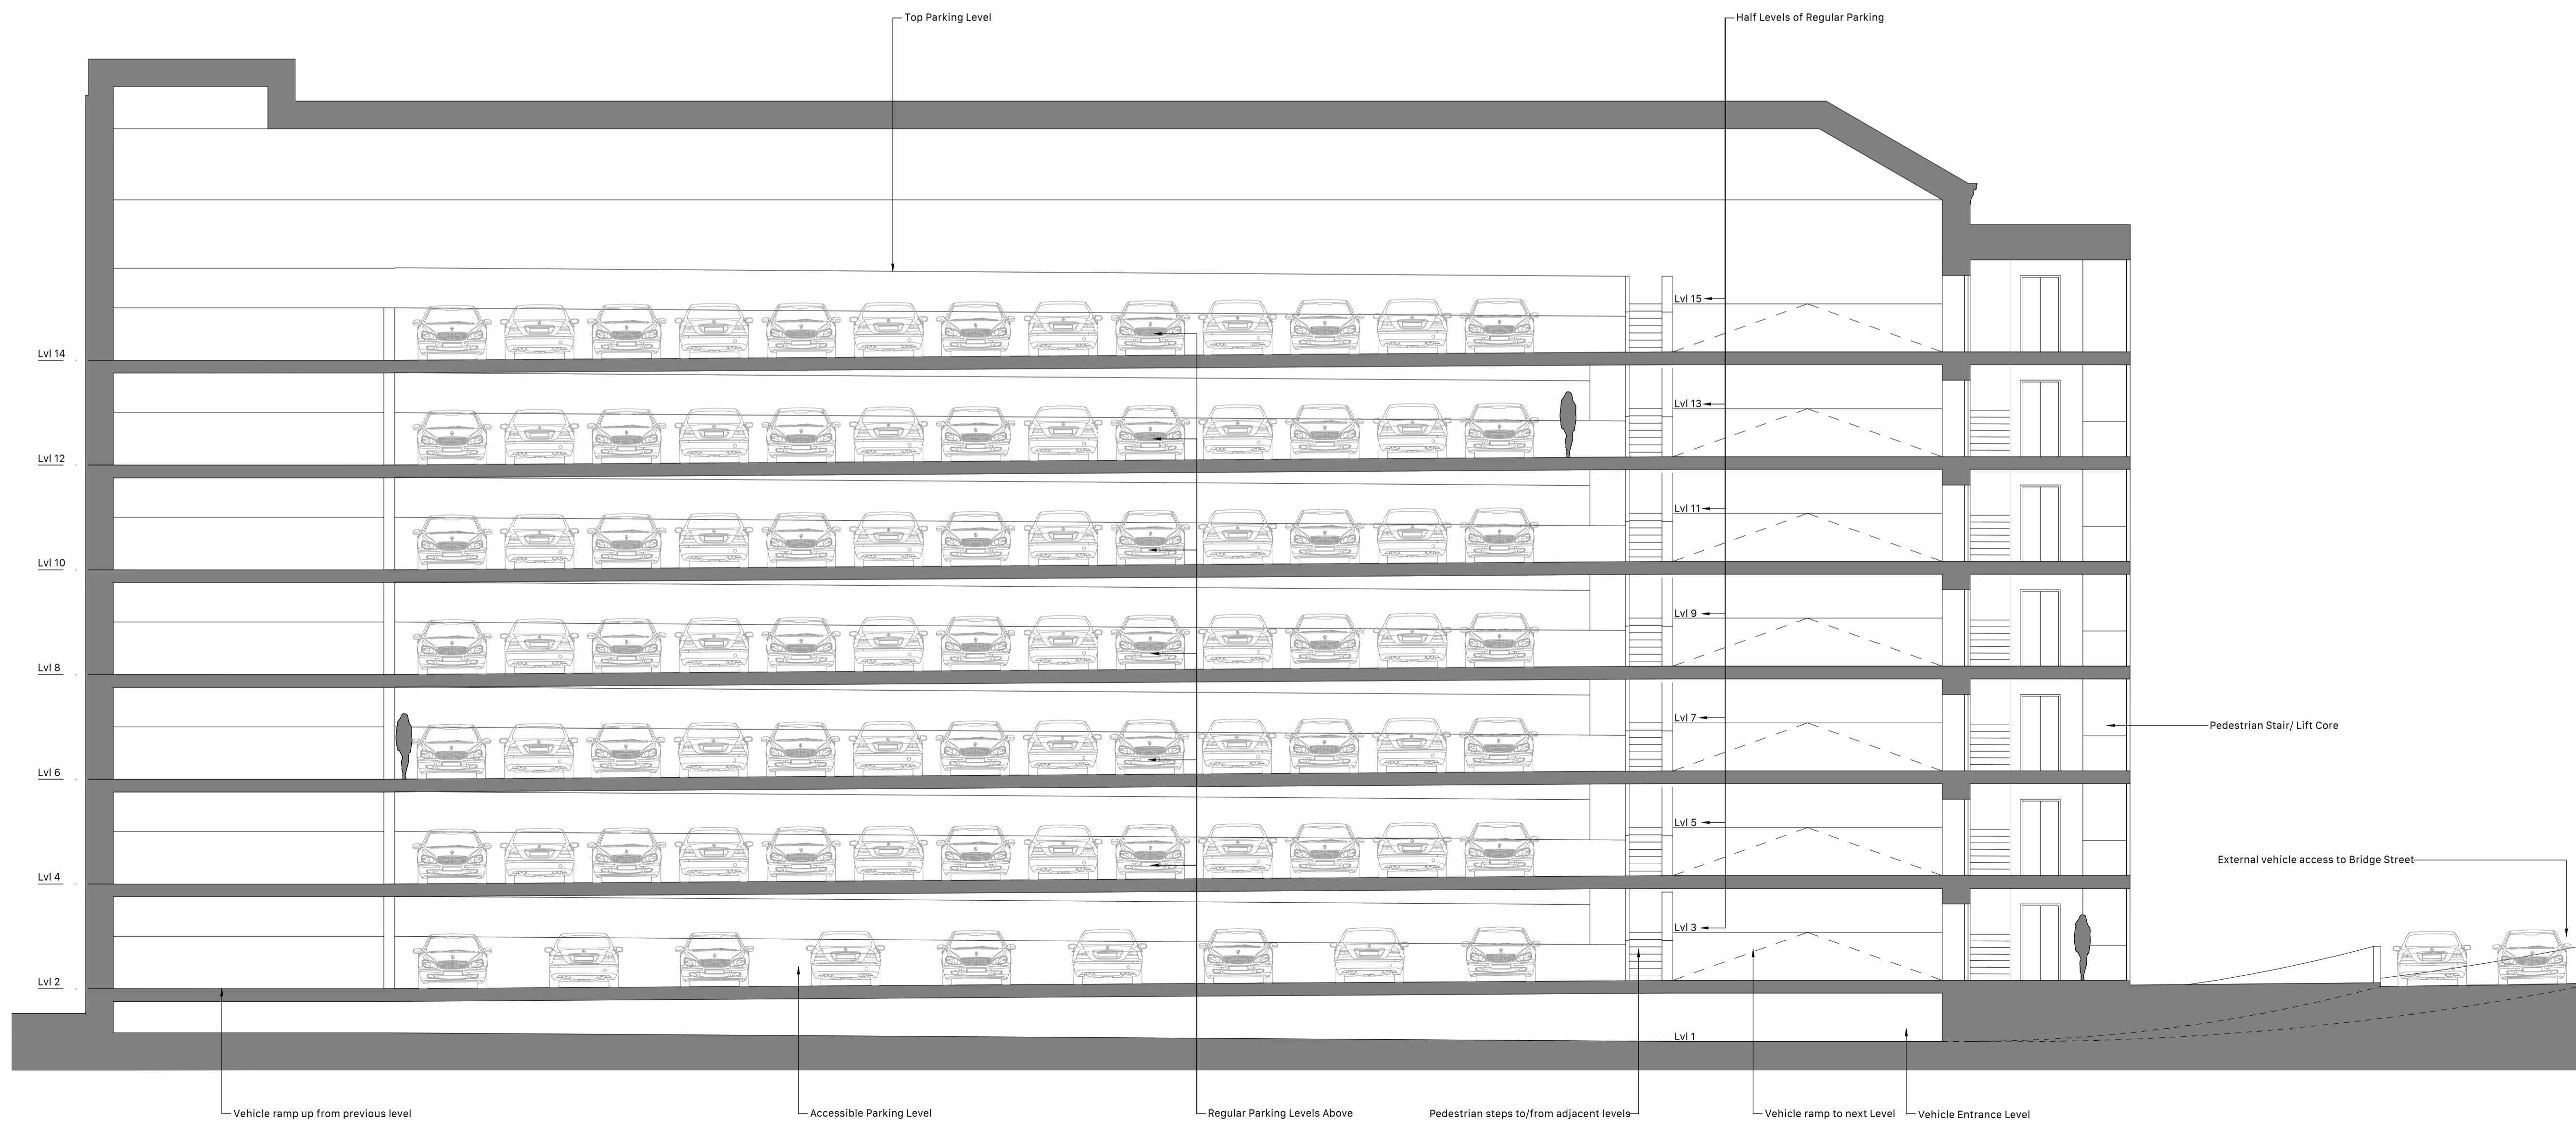 Top Parking Level
Half Levels of Regular Parking
Lvl 15
Lvl 14
Lvl 13
Lvl 12
Lvl 11
Lvl 10
Lvl 9
Lvl 8
Lvl 7
Pedestrian Stair/ Lift Core
Lvl 6
Lvl 5
External vehicle access to Bridge Street
Lvl 4
Lvl 3
Lvl 2
Lvl 1
Vehicle ramp up from previous level
Accessible Parking Level
Regular Parking Levels Above
Pedestrian steps to/from adjacent levels
Vehicle ramp to next Level
Vehicle Entrance Level